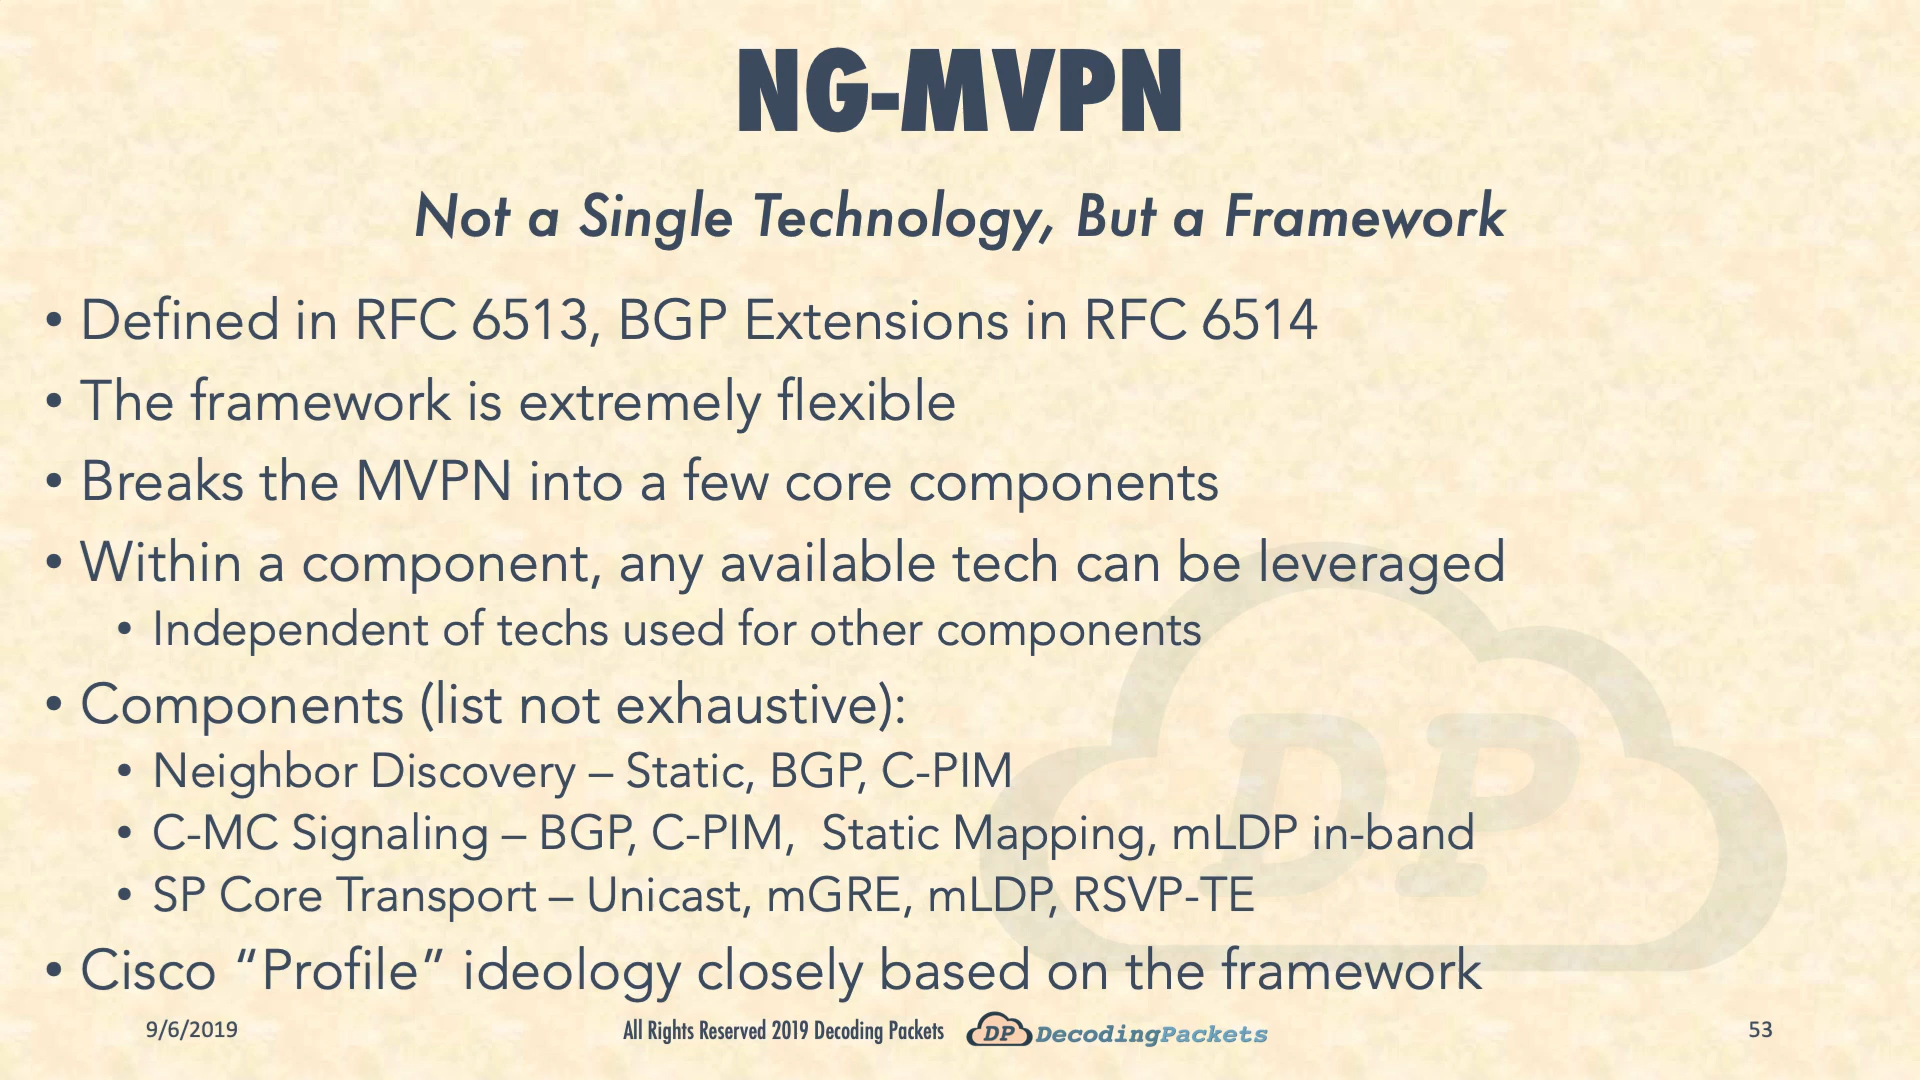 NG-MVPN
Not a Single Technology, But a Framework
• Defined in RFC 6513, BGP Extensions in RFC 6514
• The framework is extremely flexible
• Breaks the MVPN into a few core components
• Within a component, any available tech can be leveraged
• Independent of techs used for other components
• Components (list not exhaustive):
• Neighbor Discovery – Static, BGP, C-PIM
• C-MC Signaling – BGP, C-PIM,  Static Mapping, mLDP in-band
• SP Core Transport – Unicast, mGRE, mLDP, RSVP-TE
• Cisco “Profile” ideology closely based on the framework
DP
9/6/2019
All Rights Reserved 2019 Decoding Packets
DP DecodingPackets
53